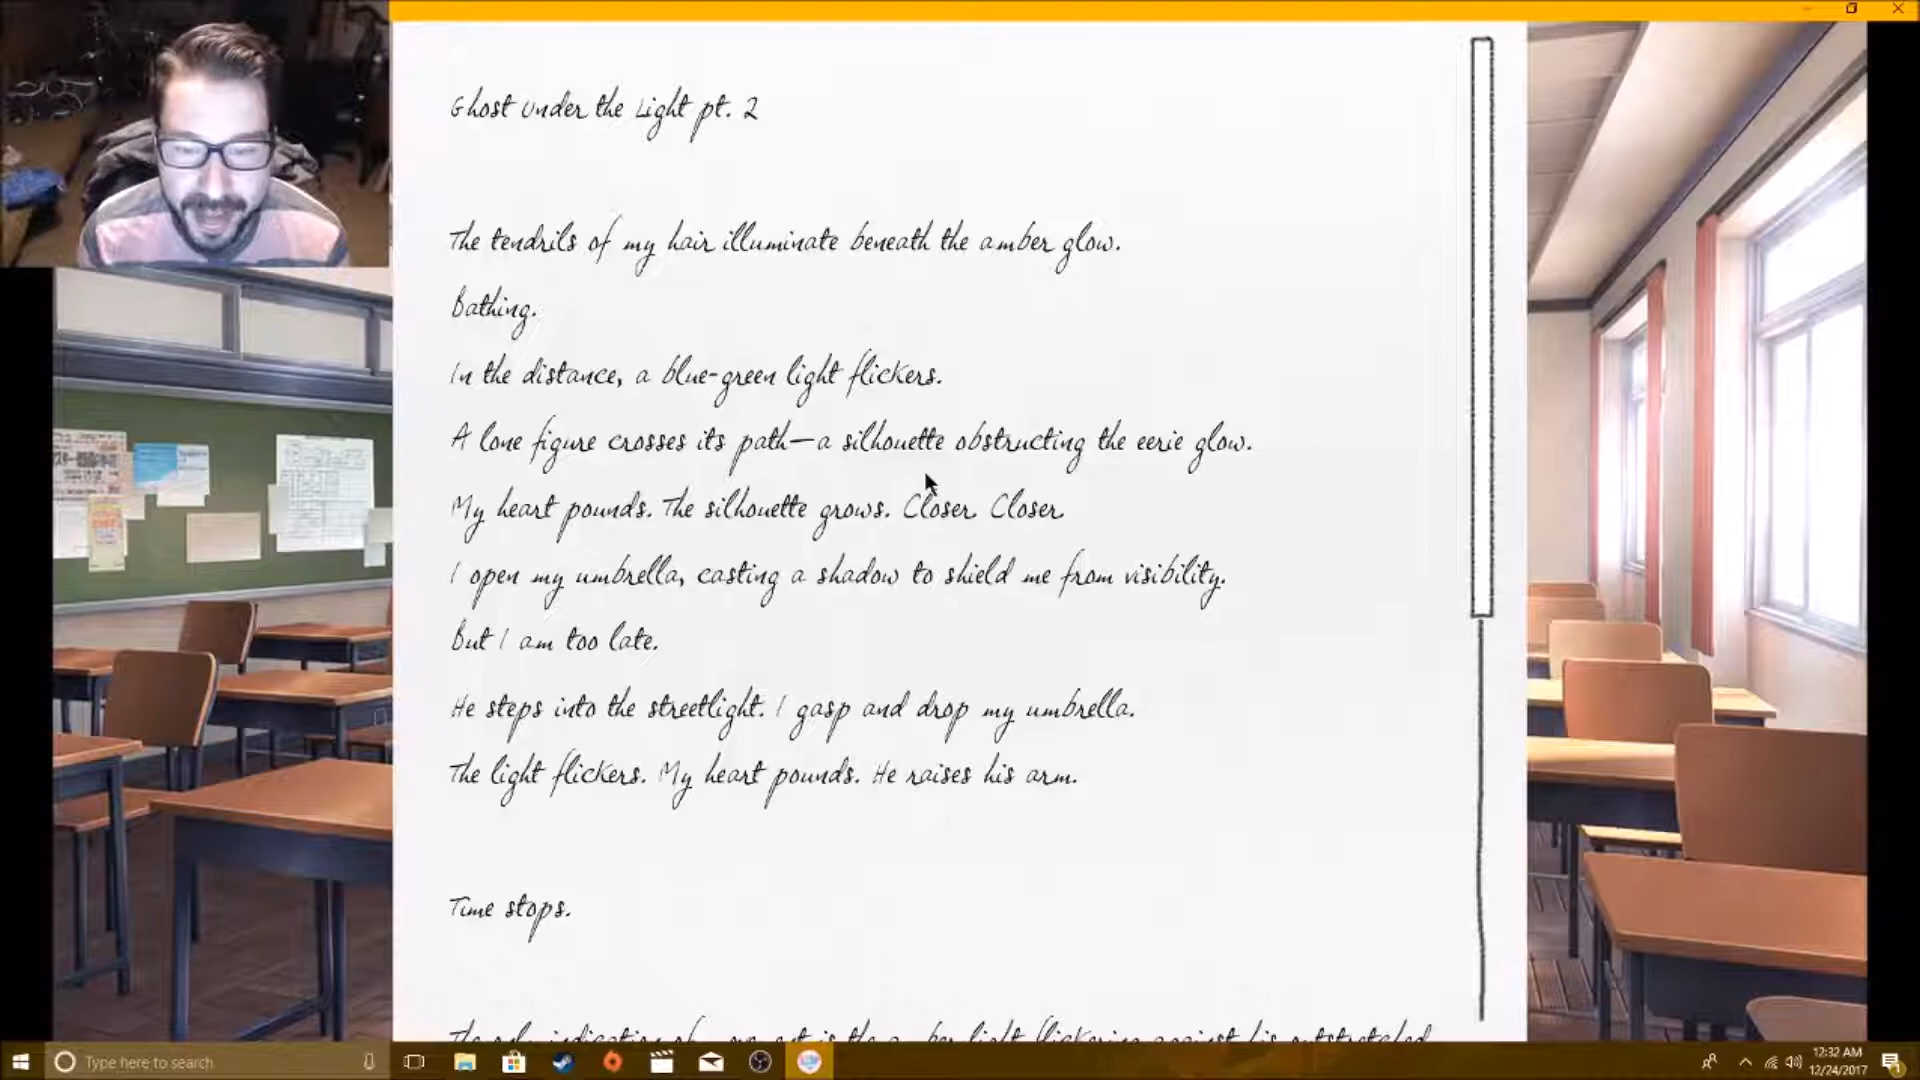 Ghost Under the Light pt. 2
The tendrils of my hair illuminate beneath the amber glow.
Bathing.
In the distance, a blue-green light flickers.
A lone figure crosses its path—a silhouette obstructing the eerie glow.
My heart pounds. The silhouette grows. Closer. Closer.
I open my umbrella, casting a shadow to shield me from visibility.
But I am too late.
He steps into the streetlight. I gasp and drop my umbrella.
The light flickers. My heart pounds. He raises his arm.
Time stops.
Type here to search
12:32 AM
12/24/2017